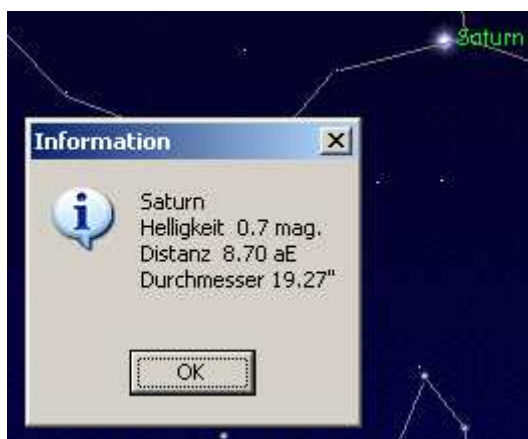 Saturn
Information
Saturn
Helligkeit 0.7 mag.
Distanz 8.70 aE
Durchmesser 19.27"
OK